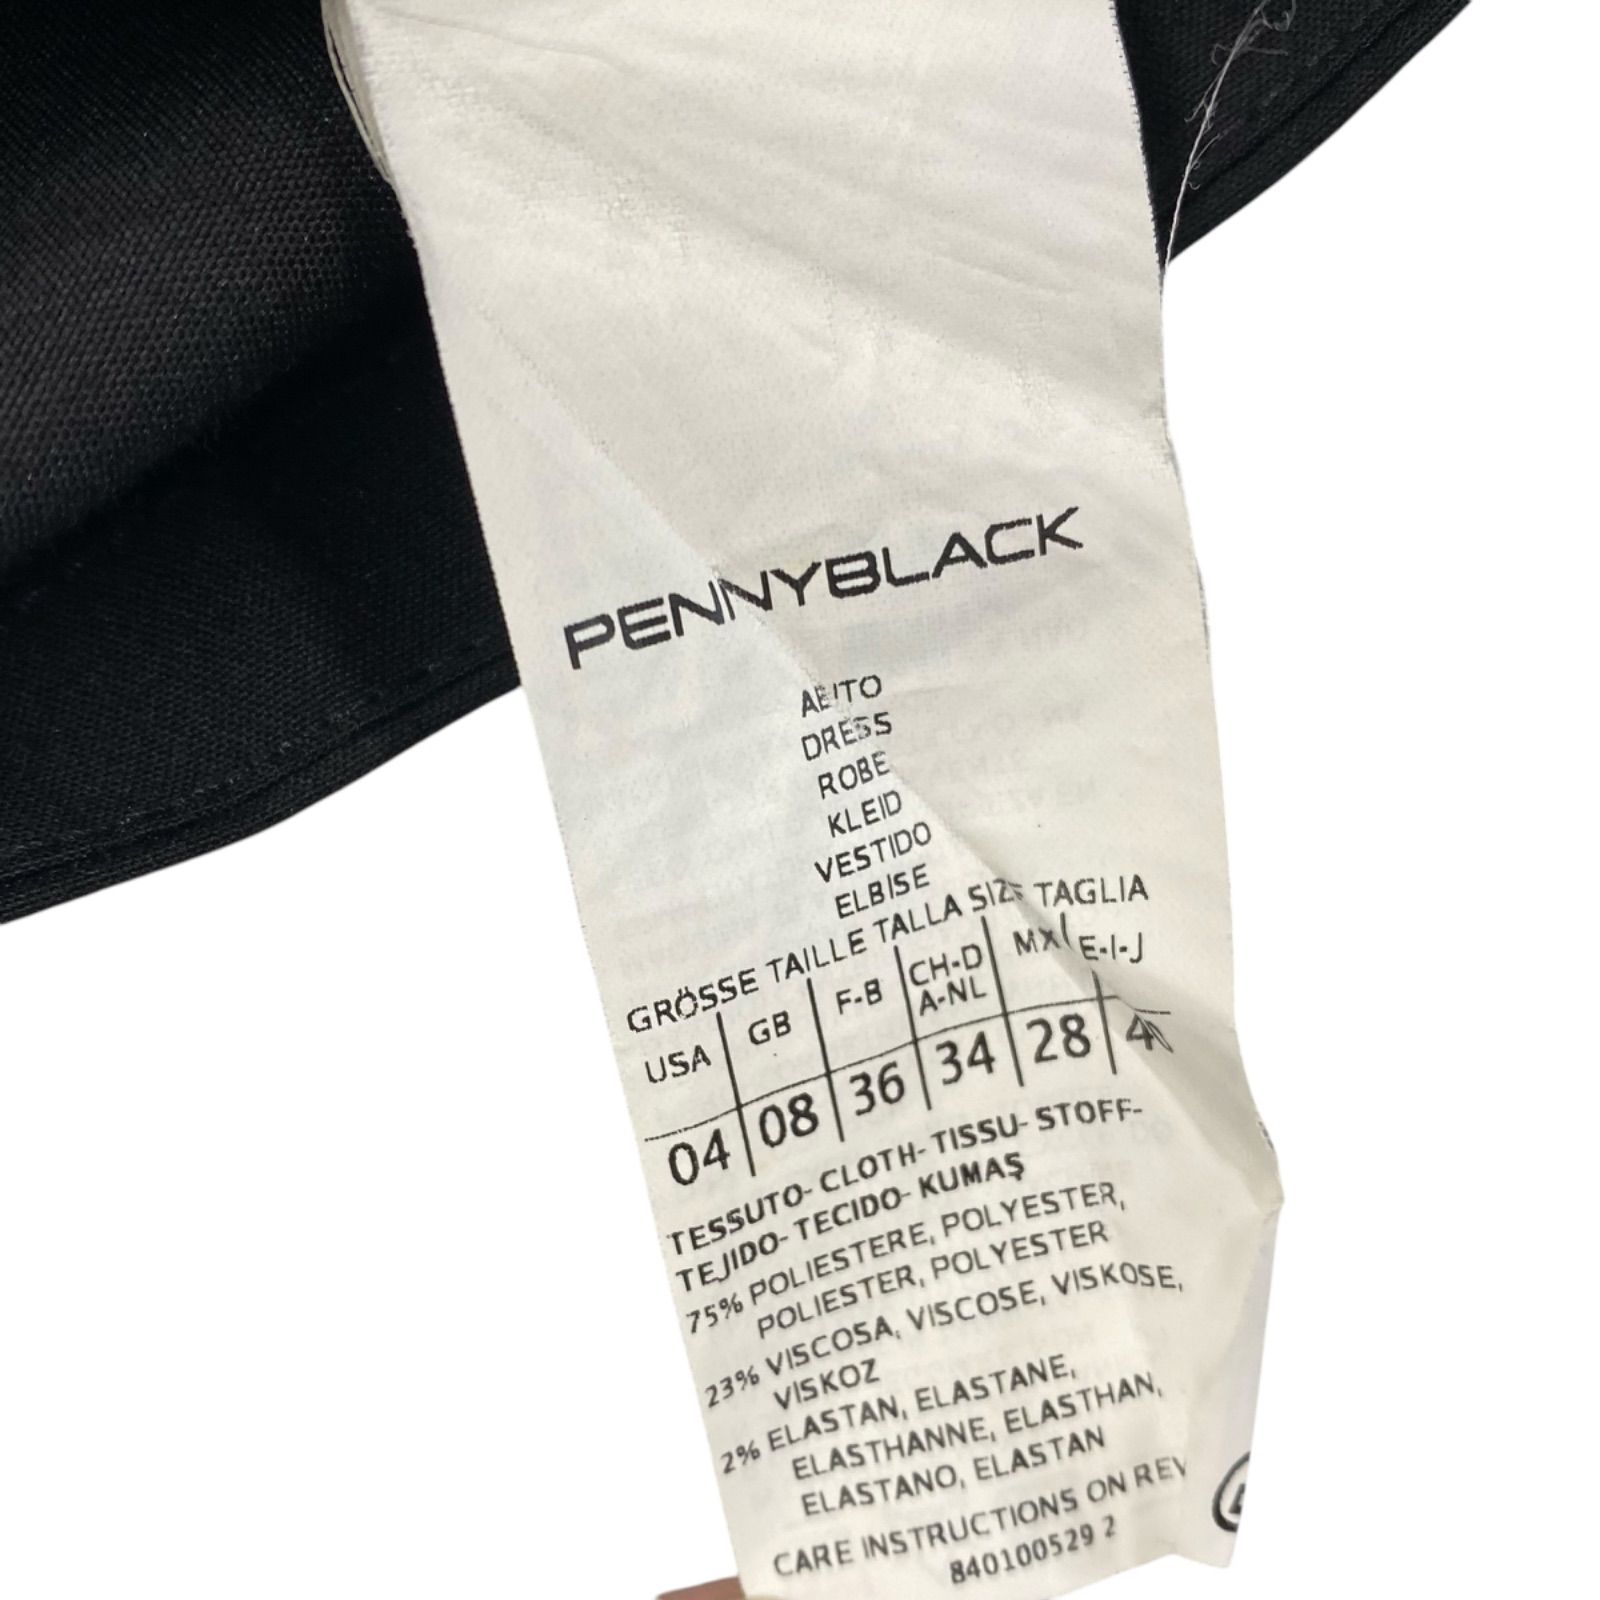 PENNYBLACK
ABITO
DRESS
ROBE
KLEID
VESTIDO
ELBISE
GRÖSSE TAILLE TALLA SIZE TAGLIA
USA GB F-B CH-D A-NL MX E-I-J
04 08 36 34 28
TESSUTO- CLOTH- TISSU- STOFF-
TEJIDO- TECIDO- KUMAŞ
75% POLIESTERE, POLYESTER,
POLIESTER, POLYESTER
23% VISCOSA, VISCOSE, VISKOSE,
VISKOZ
2% ELASTAN, ELASTANE,
ELASTHANNE, ELASTHAN,
ELASTANO, ELASTAN
CARE INSTRUCTIONS ON REV
840100529 2